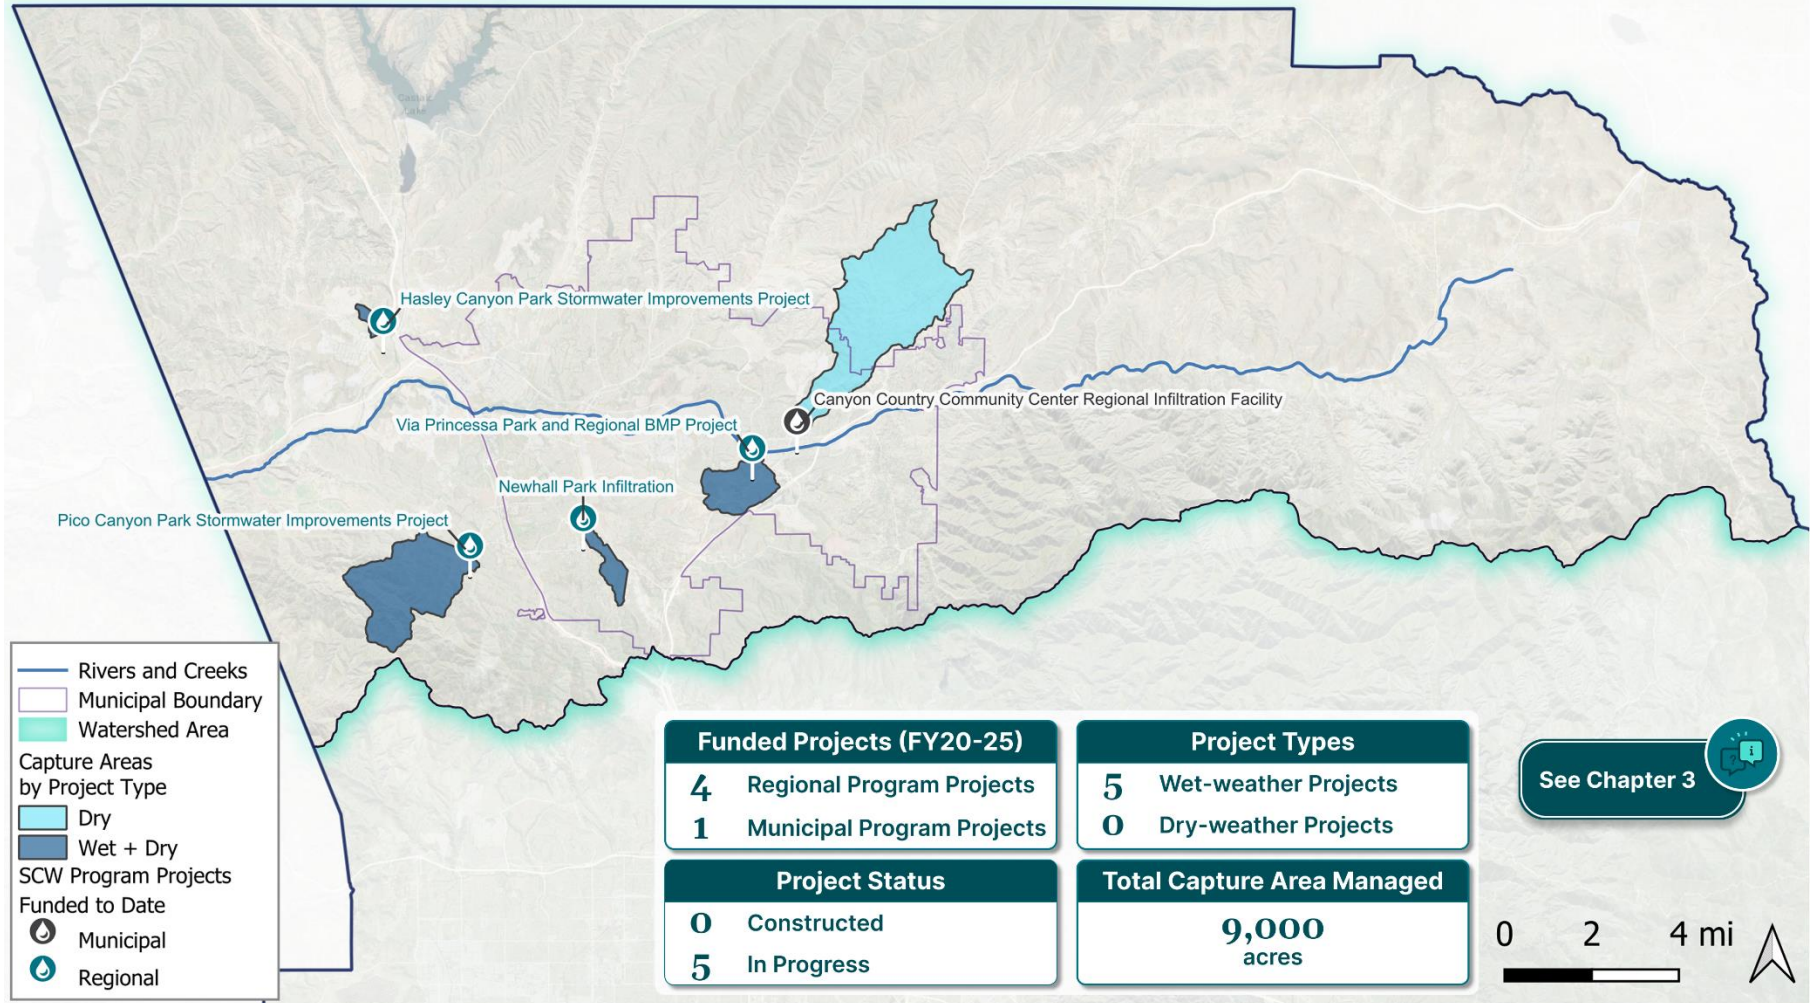 Castaic
Lake
Hasley Canyon Park Stormwater Improvements Project
Canyon Country Community Center Regional Infiltration Facility
Via Princessa Park and Regional BMP Project
Newhall Park Infiltration
Pico Canyon Park Stormwater Improvements Project
Rivers and Creeks
Municipal Boundary
Watershed Area
Capture Areas
by Project Type
Dry
Wet + Dry
SCW Program Projects
Funded to Date
Municipal
Regional
Funded Projects (FY20-25)
4 Regional Program Projects
1 Municipal Program Projects
Project Types
5 Wet-weather Projects
0 Dry-weather Projects
Project Status
0 Constructed
5 In Progress
Total Capture Area Managed
9,000
acres
See Chapter 3
? i
0 2 4 mi